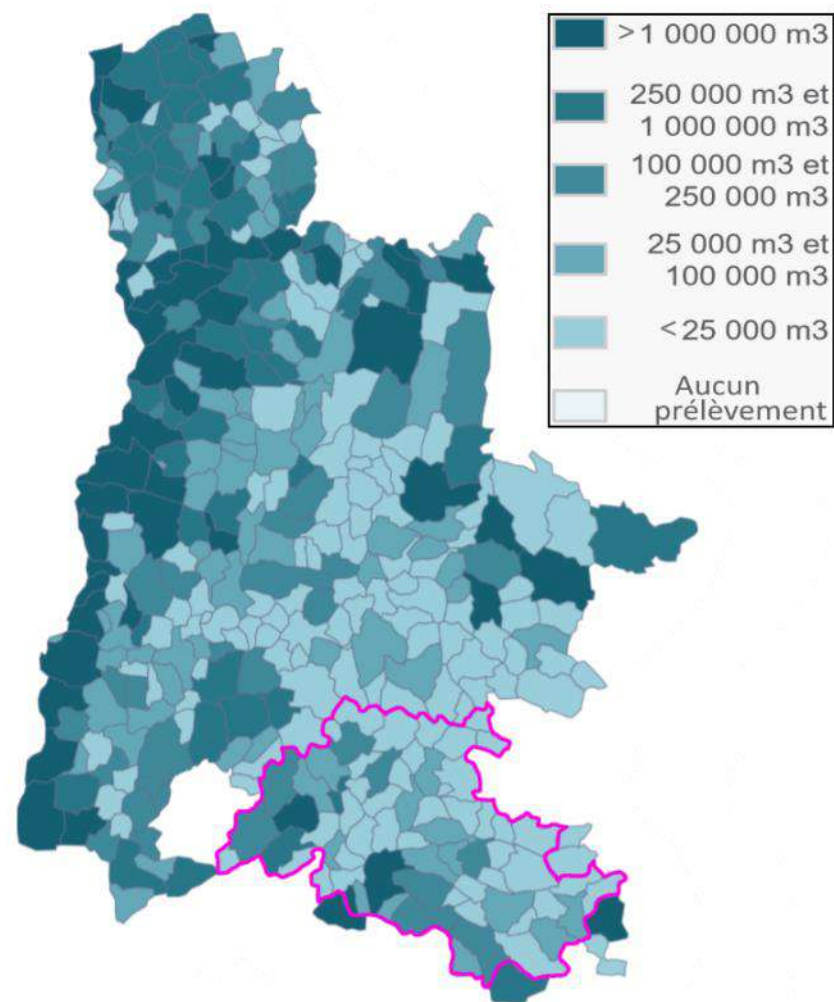 > 1 000 000 m3
250 000 m3 et
1 000 000 m3
100 000 m3 et
250 000 m3
25 000 m3 et
100 000 m3
< 25 000 m3
Aucun
prélèvement